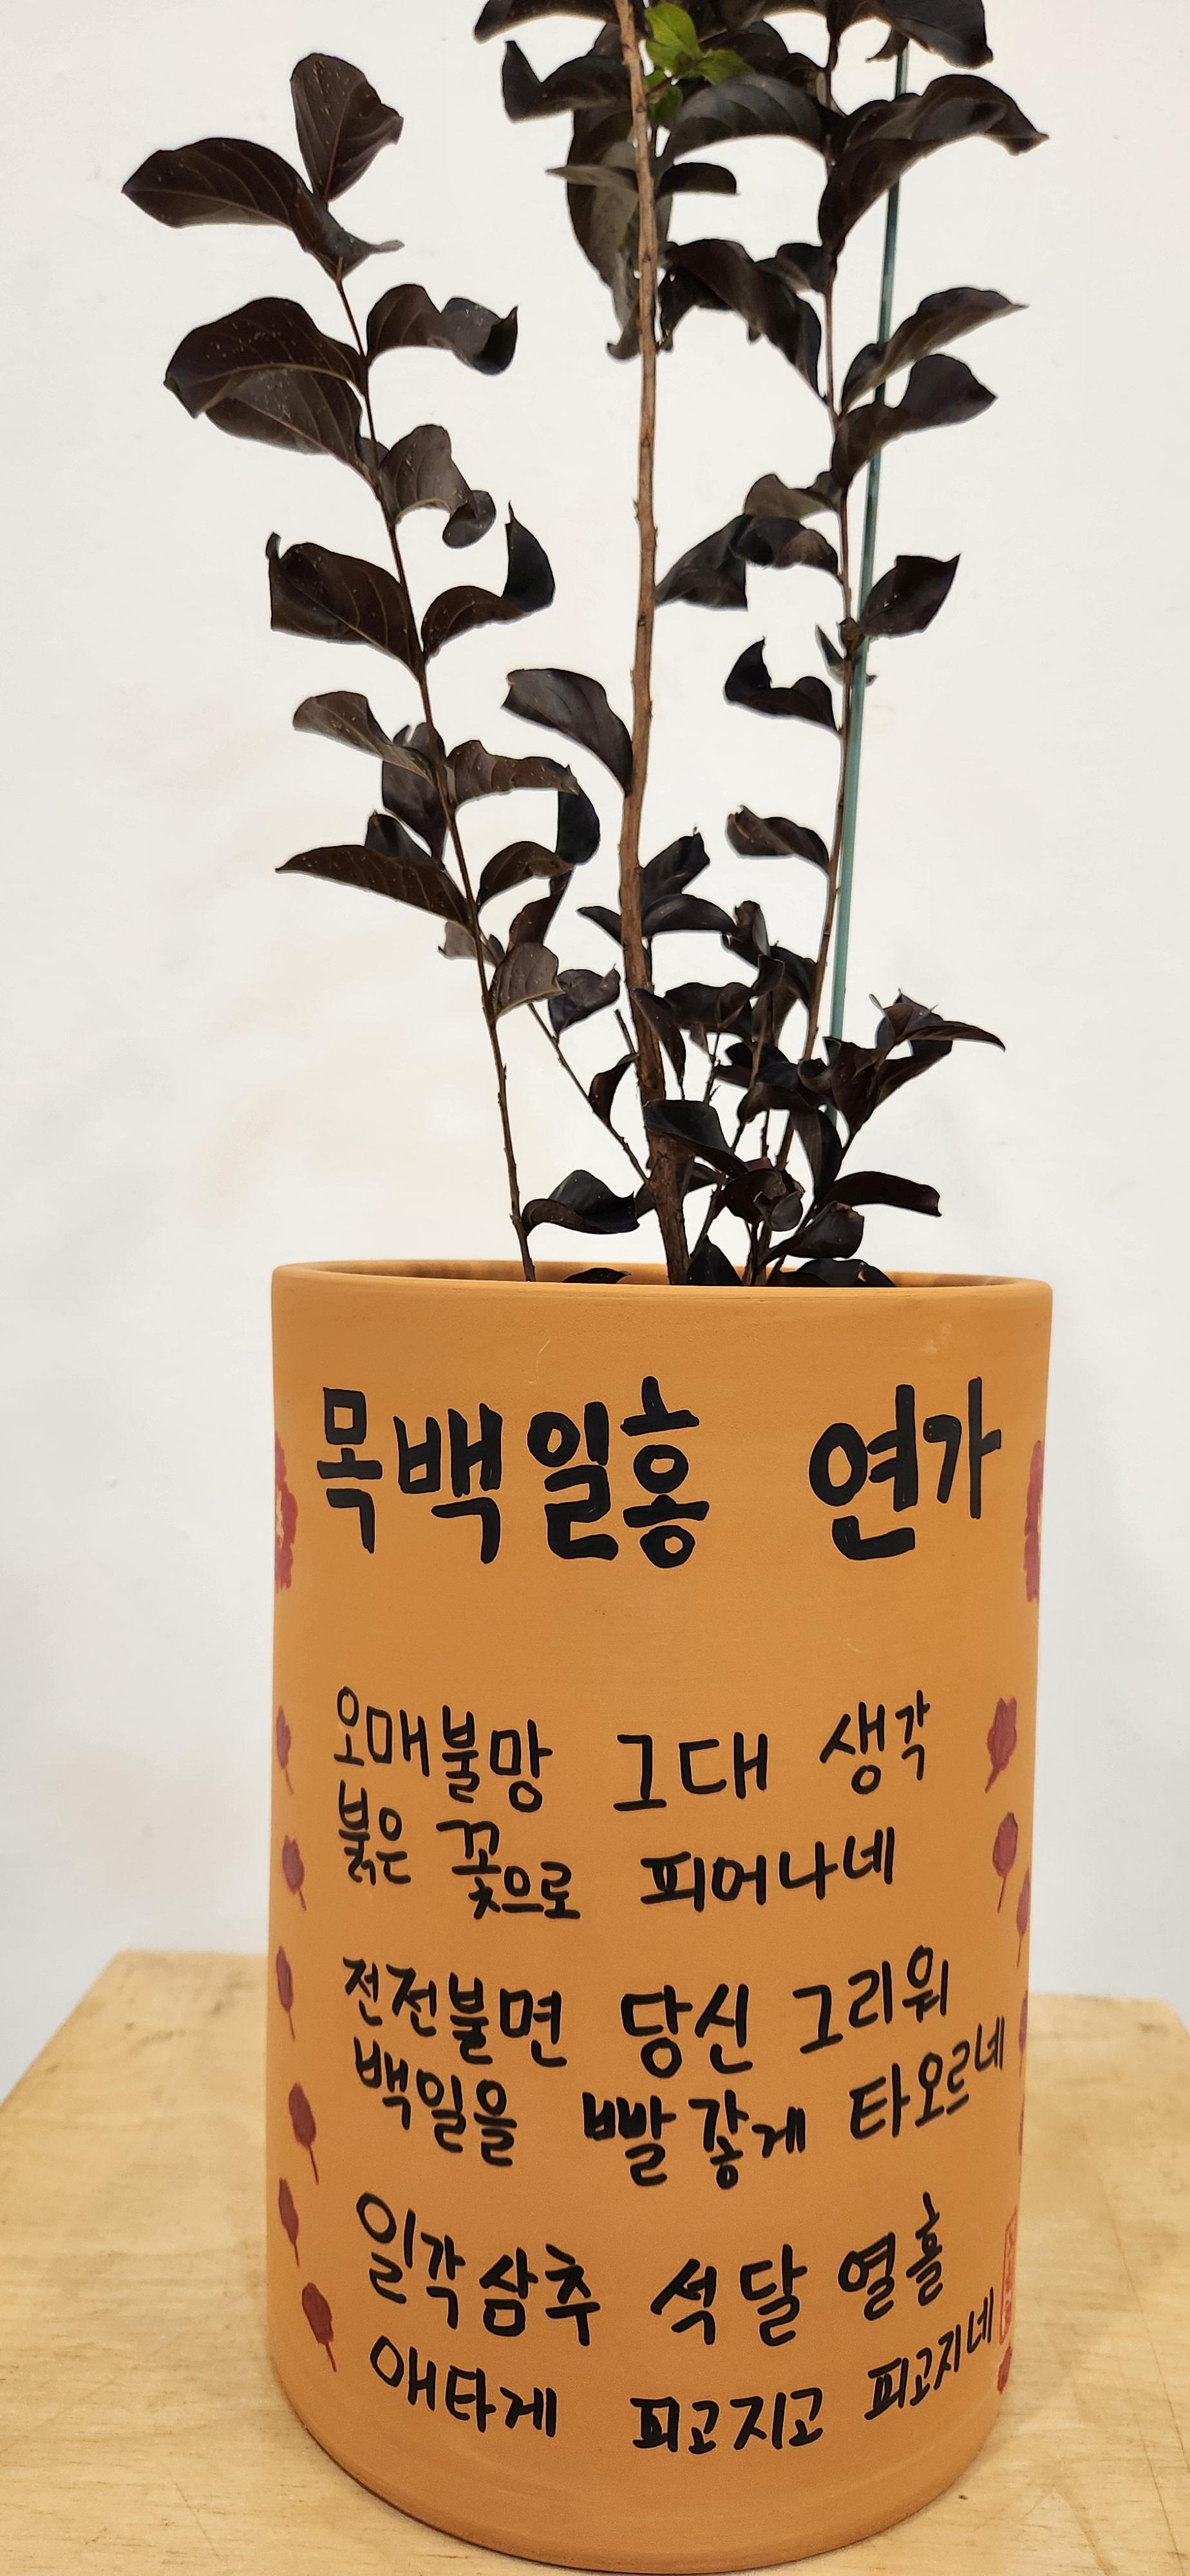 목백일홍 연가
오매불망 그대 생각
붉은 꽃으로 피어나네
전전불면 당신 그리워
백일을 빨갛게 타오르네
일각삼추 석달 열흘
애타게 피고지고 피고지네